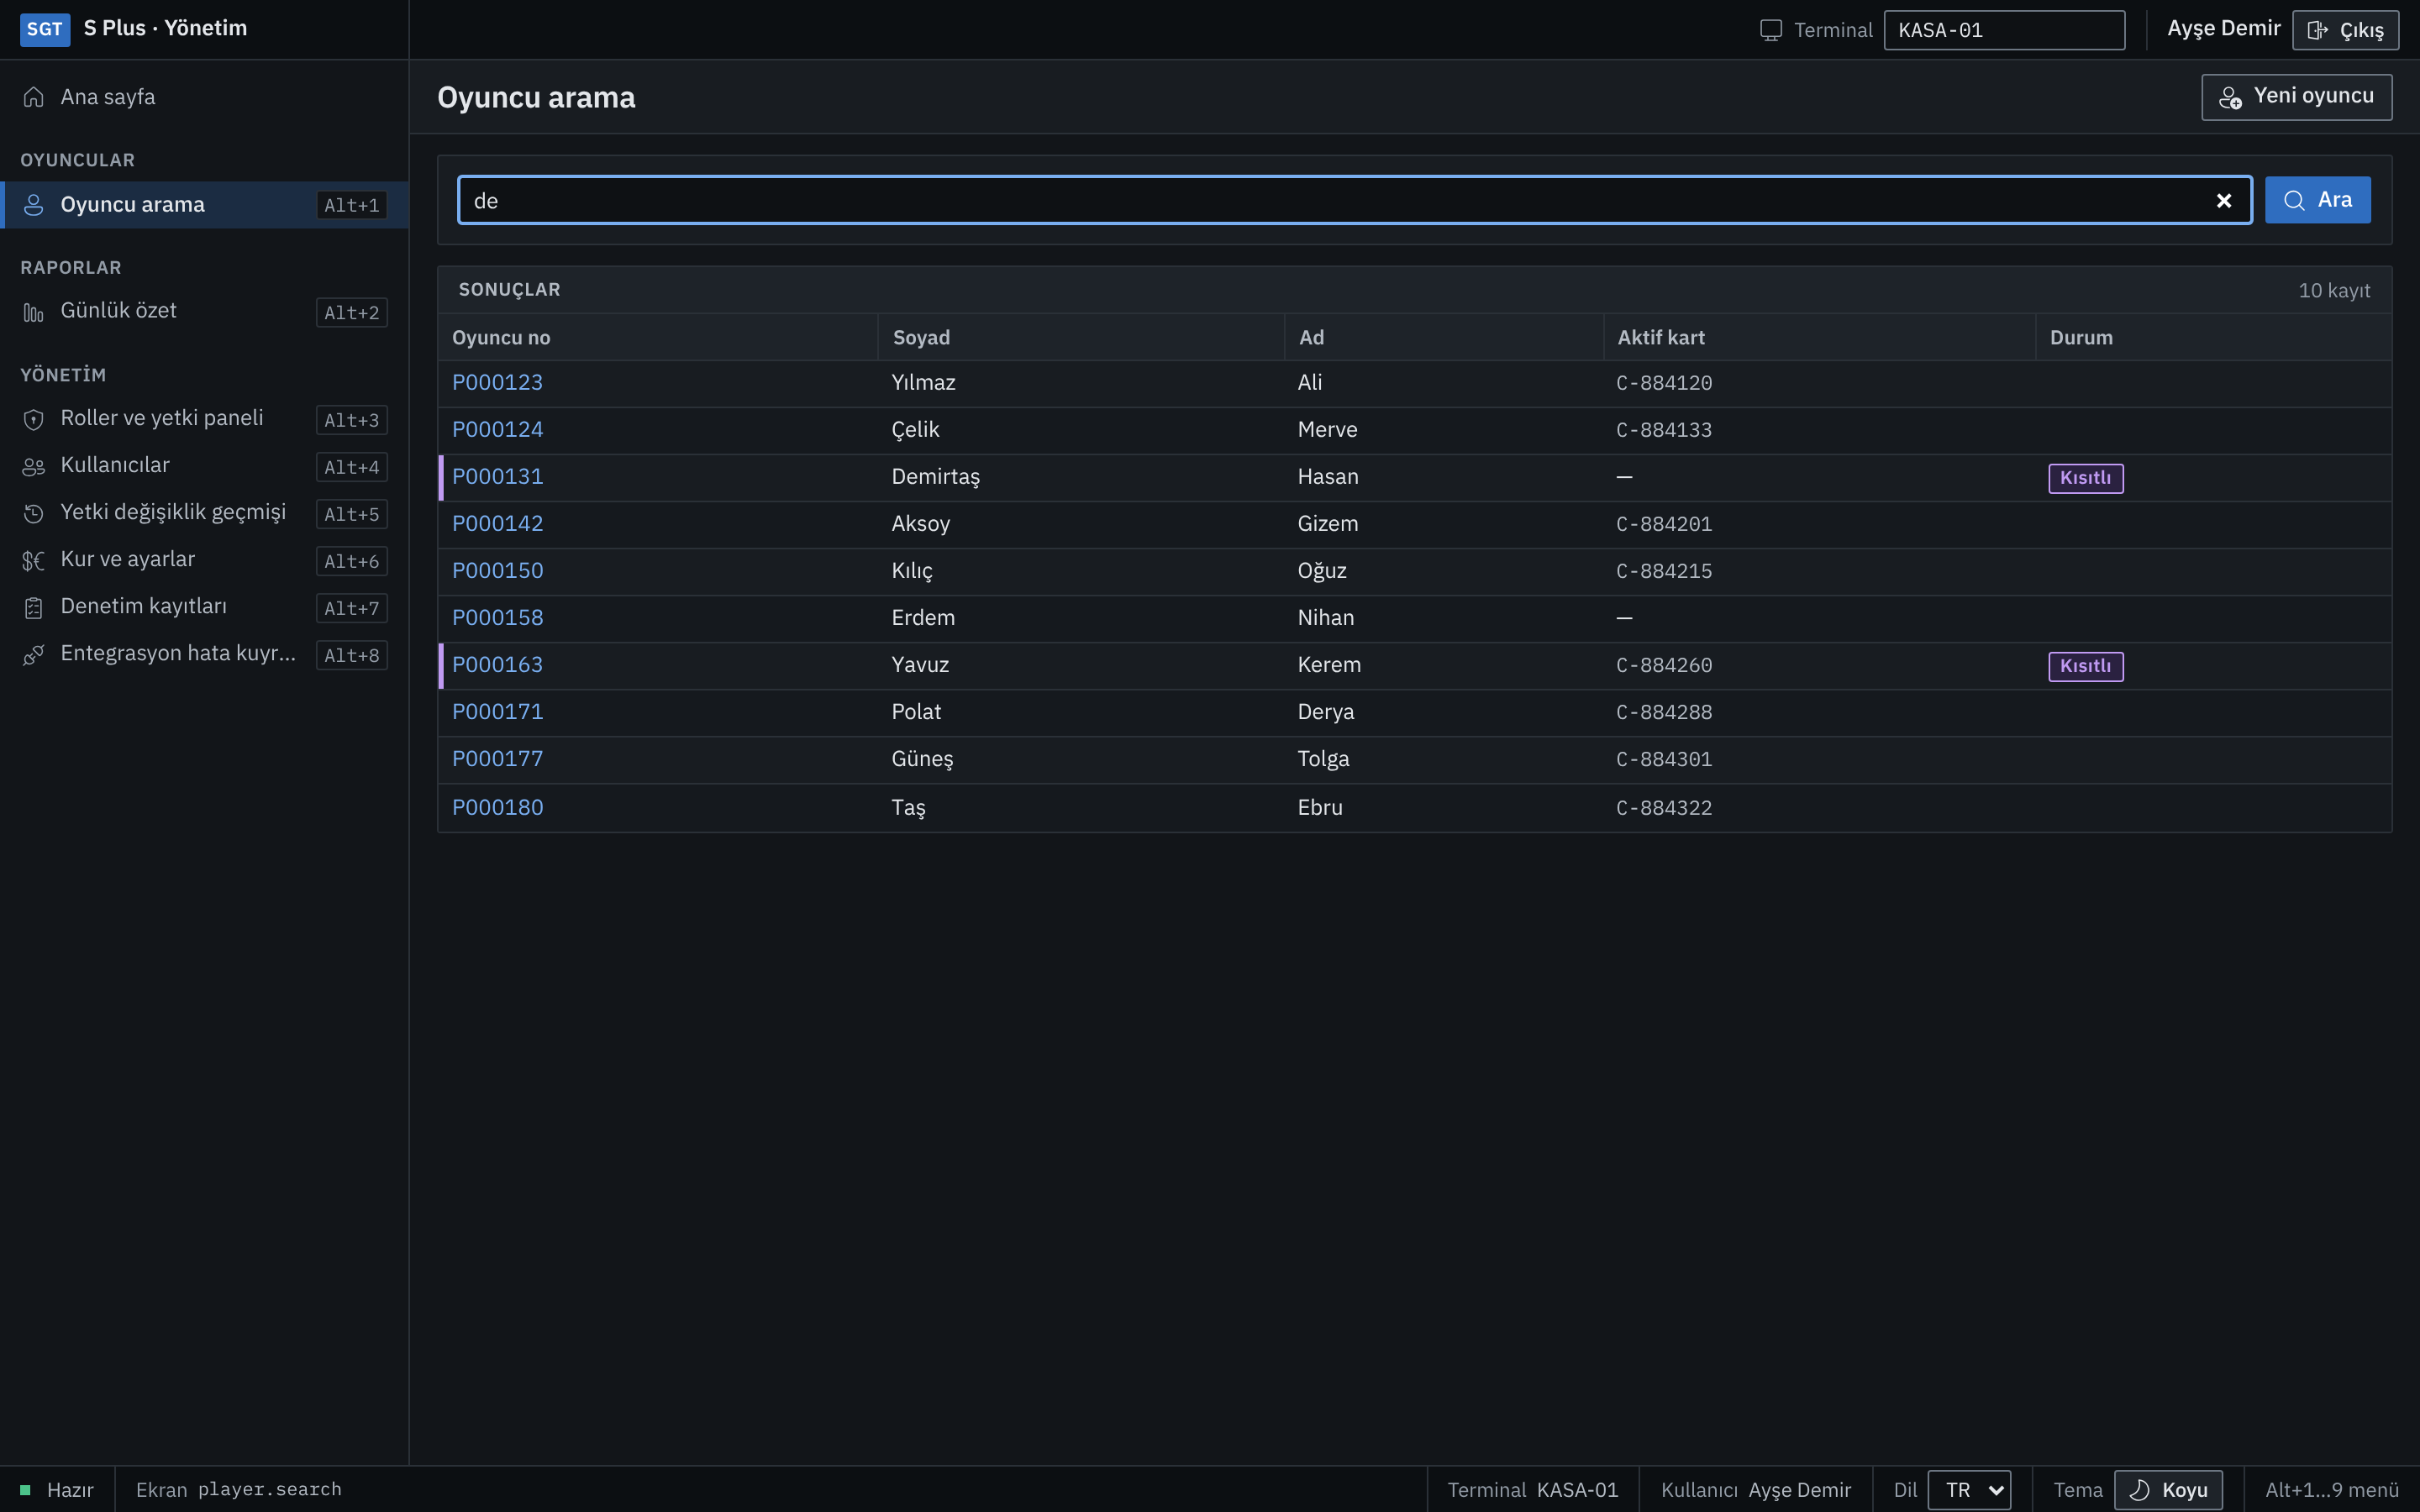 SGT S Plus · Yönetim
Terminal KASA-01 Ayşe Demir Çıkış
Ana sayfa
OYUNCULAR
Oyuncu arama Alt+1
RAPORLAR
Günlük özet Alt+2
YÖNETİM
Roller ve yetki paneli Alt+3
Kullanıcılar Alt+4
Yetki değişiklik geçmişi Alt+5
Kur ve ayarlar Alt+6
Denetim kayıtları Alt+7
Entegrasyon hata kuyr... Alt+8
Oyuncu arama Yeni oyuncu
de Ara
SONUÇLAR 10 kayıt
Oyuncu no Soyad Ad Aktif kart Durum
P000123 Yılmaz Ali C-884120
P000124 Çelik Merve C-884133
P000131 Demirtaş Hasan — Kısıtlı
P000142 Aksoy Gizem C-884201
P000150 Kılıç Oğuz C-884215
P000158 Erdem Nihan —
P000163 Yavuz Kerem C-884260 Kısıtlı
P000171 Polat Derya C-884288
P000177 Güneş Tolga C-884301
P000180 Taş Ebru C-884322
Hazır Ekran player.search Terminal KASA-01 Kullanıcı Ayşe Demir Dil TR Tema Koyu Alt+1...9 menü